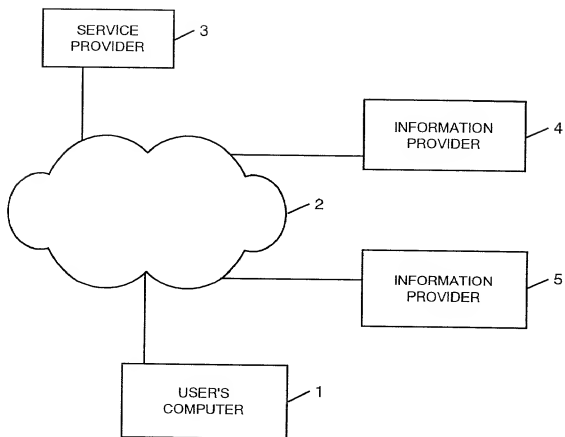 SERVICE
PROVIDER
3
INFORMATION
PROVIDER
4
2
INFORMATION
PROVIDER
5
USER'S
COMPUTER
1